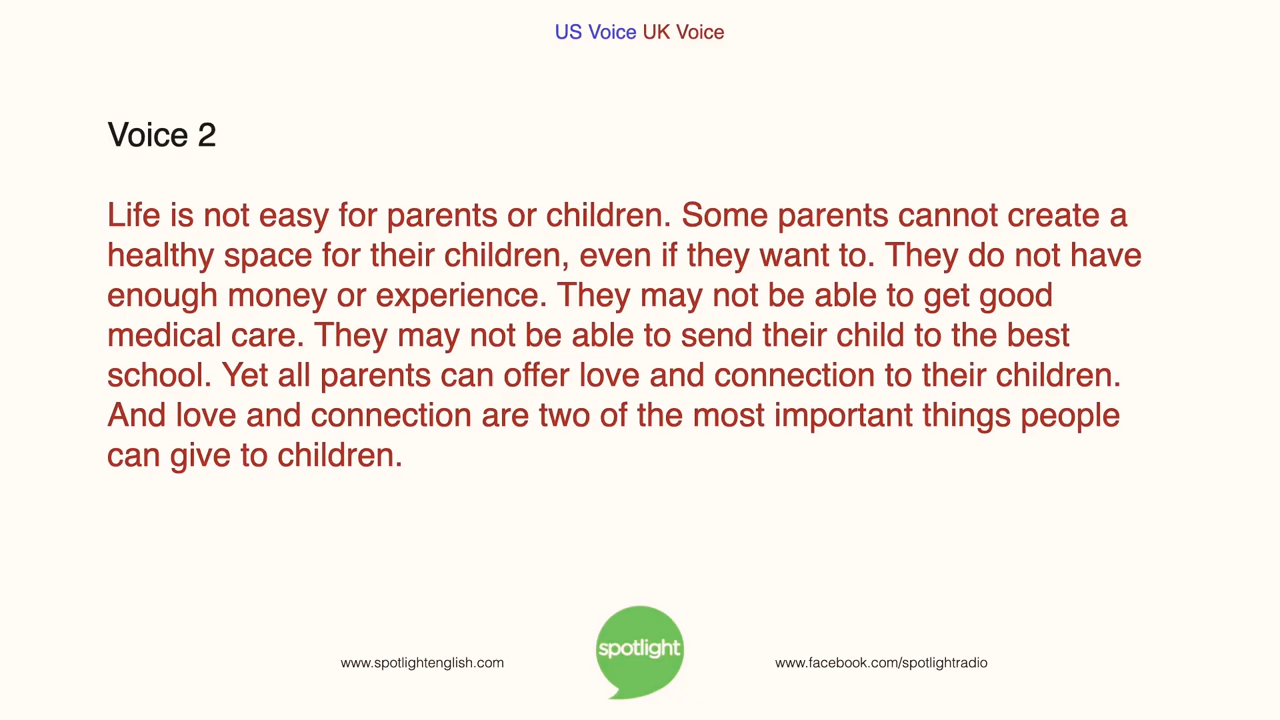 US Voice UK Voice
Voice 2
Life is not easy for parents or children. Some parents cannot create a
healthy space for their children, even if they want to. They do not have
enough money or experience. They may not be able to get good
medical care. They may not be able to send their child to the best
school. Yet all parents can offer love and connection to their children.
And love and connection are two of the most important things people
can give to children.
spotlight
www.spotlightenglish.com
www.facebook.com/spotlightradio